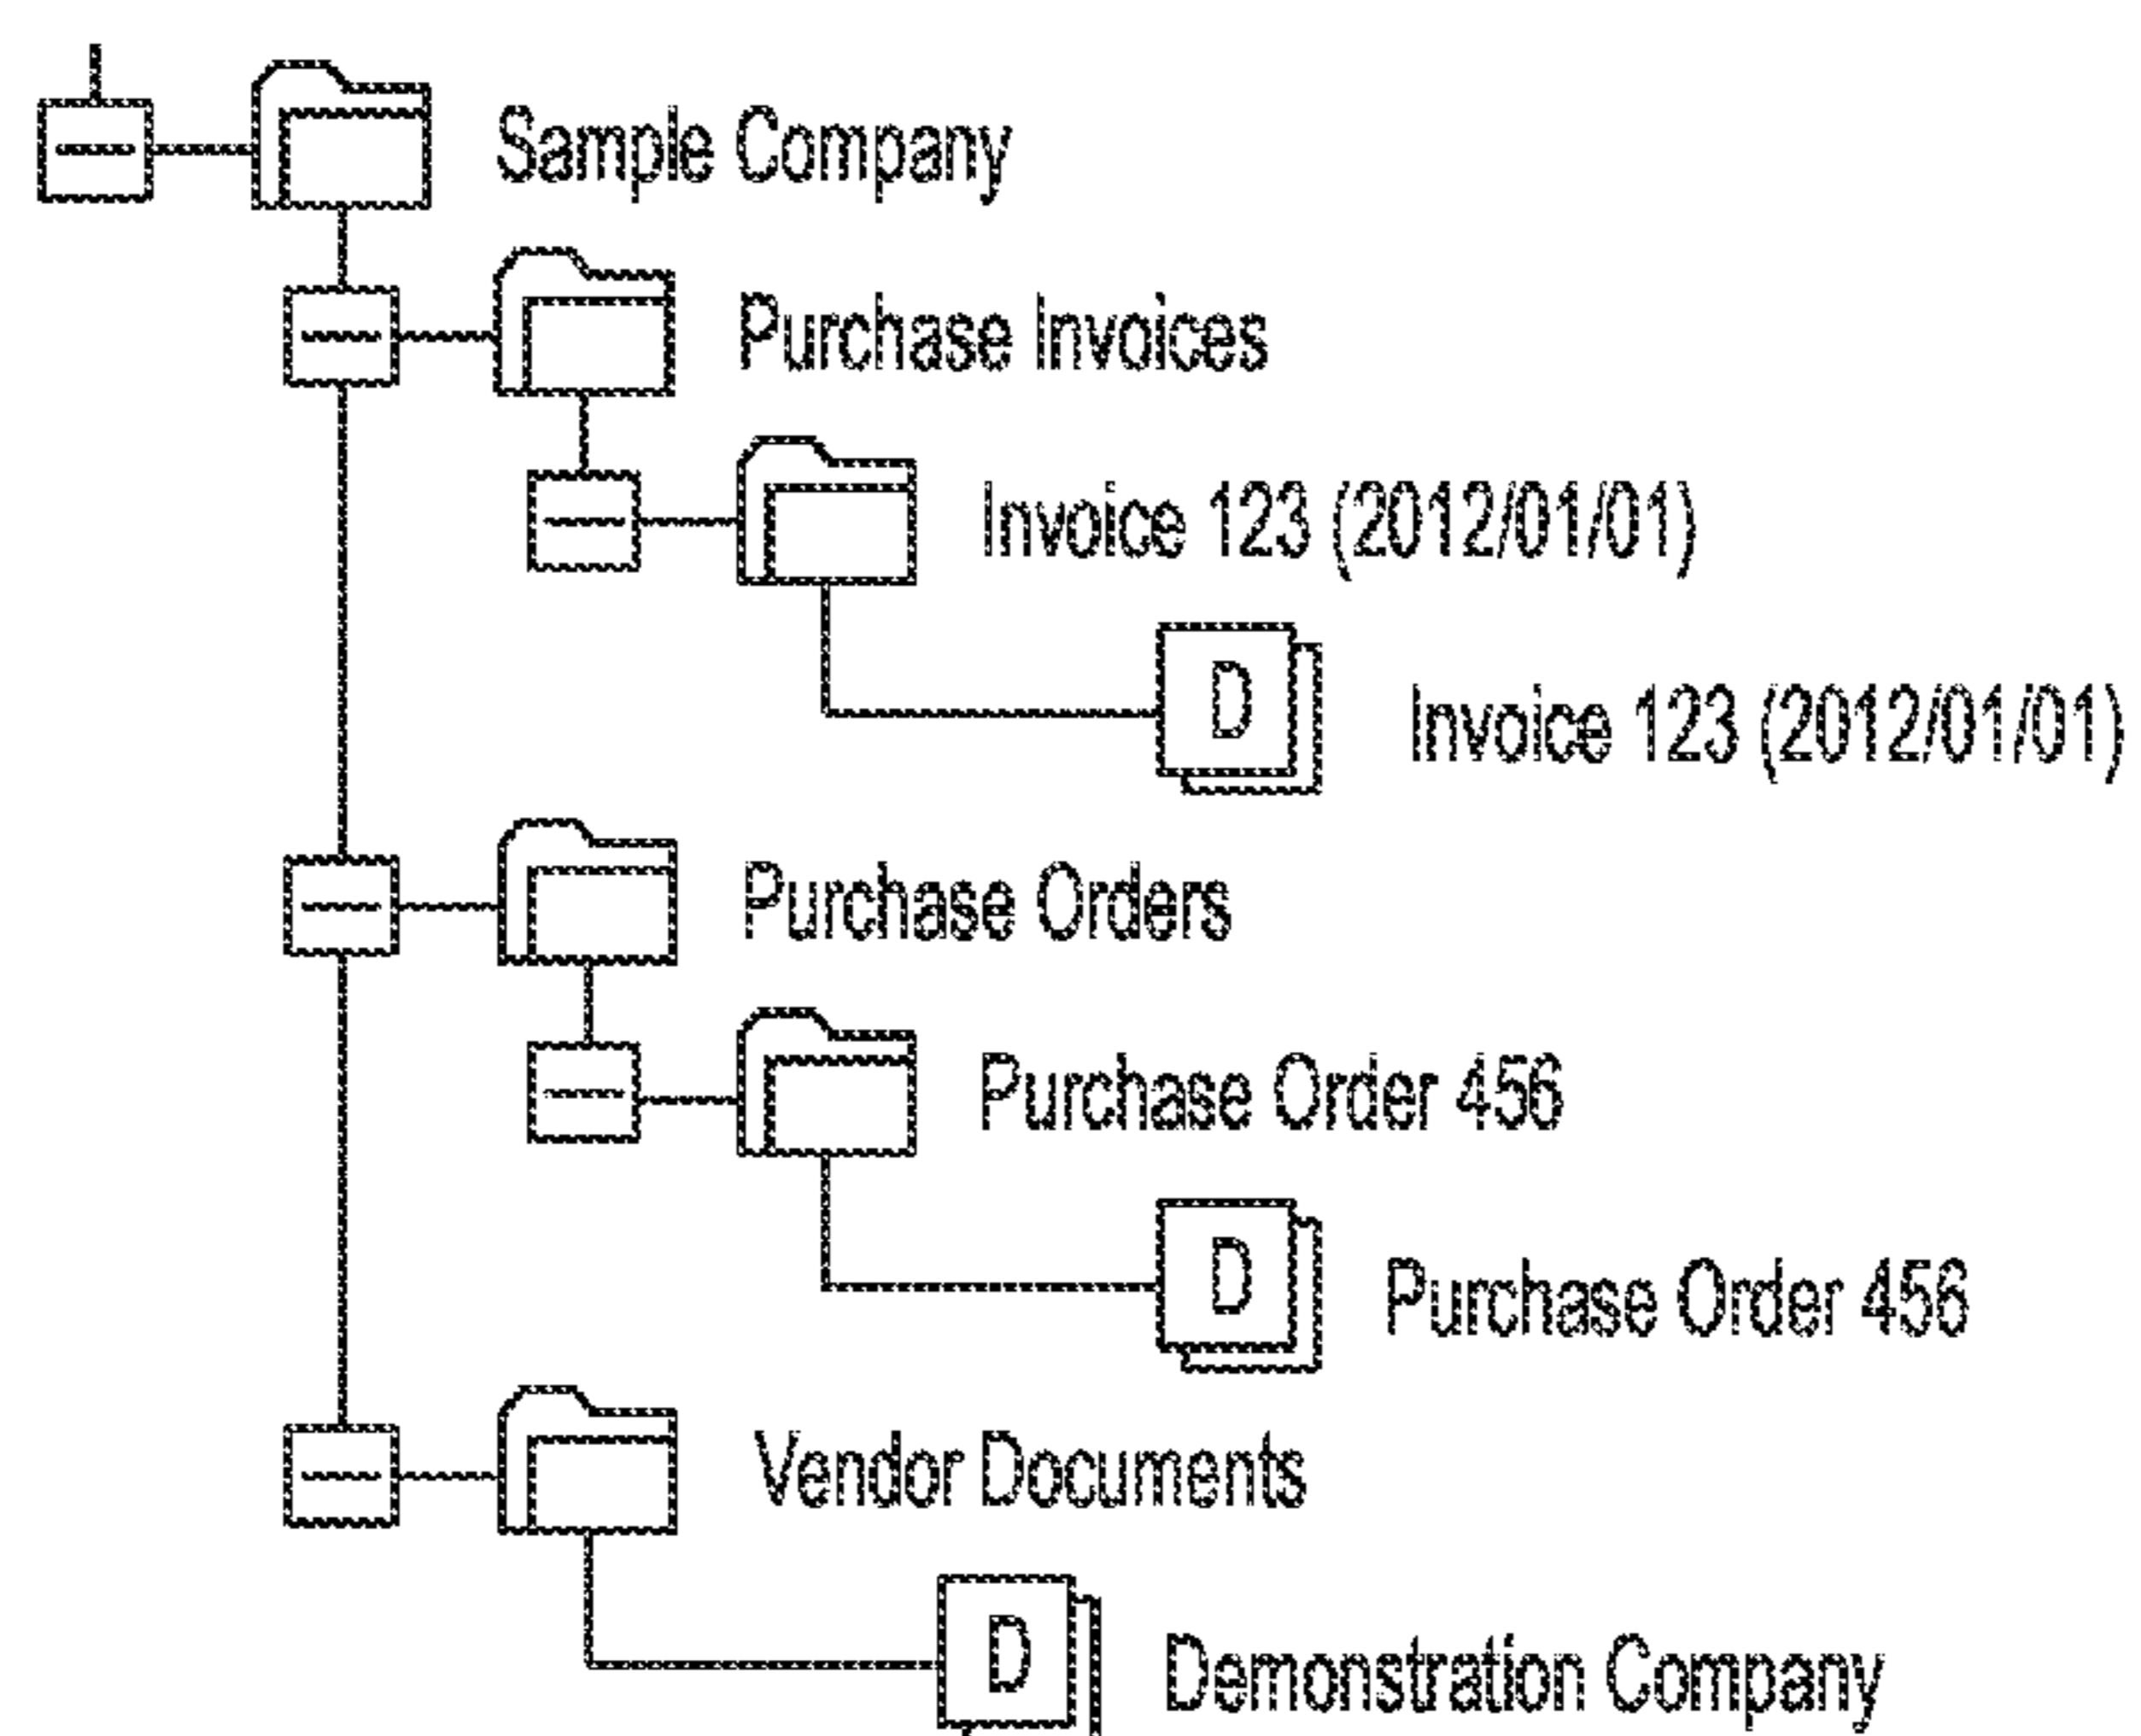 Sample Company
Purchase Invoices
Invoice 123 (2012/01/01)
D
Invoice 123 (2012/01/01)
Purchase Orders
Purchase Order 456
D
Purchase Order 456
Vendor Documents
D
Demonstration Company